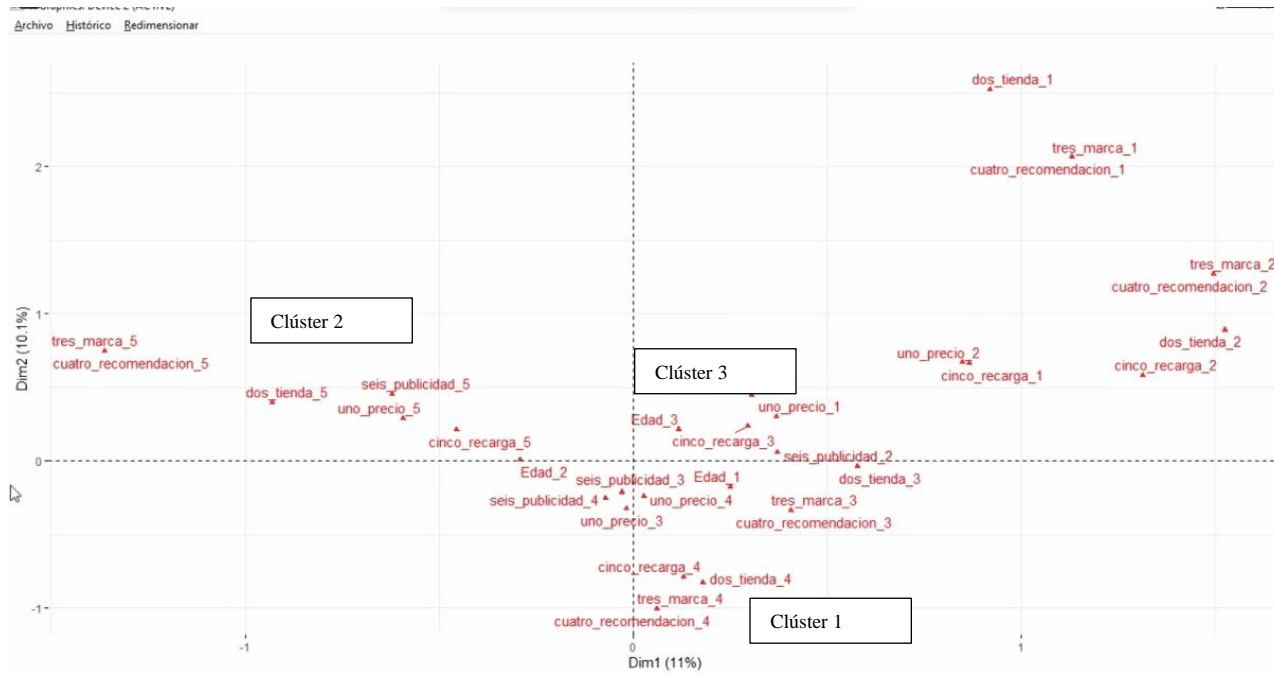 Archivo Histórico Redimensionar
dos_tienda_1
tres_marca_1
2
cuatro_recomendacion_1
tres_marca_2
cuatro_recomendacion_2
Clúster 2
1
tres_marca_5
dos_tienda_2
uno_precio_2
cuatro_recomendacion_5
cinco_recarga_2
Clúster 3
cinco_recarga_1
seis_publicidad_5
dos_tienda_5
uno_precio_5
uno_precio_1
Edad_3
cinco_recarga_5
cinco_recarga_3
0
seis_publicidad_2
Edad_2
seis_publicidad_3
Edad_1
dos_tienda_3
seis_publicidad_4
uno_precio_4
tres_marca_3
uno_precio_3
cuatro_recomendacion_3
cinco_recarga_4
dos_tienda_4
tres_marca_4
-1
cuatro_recomendacion_4
Clúster 1
Dim2 (10.1%)
-1 0 1
Dim1 (11%)